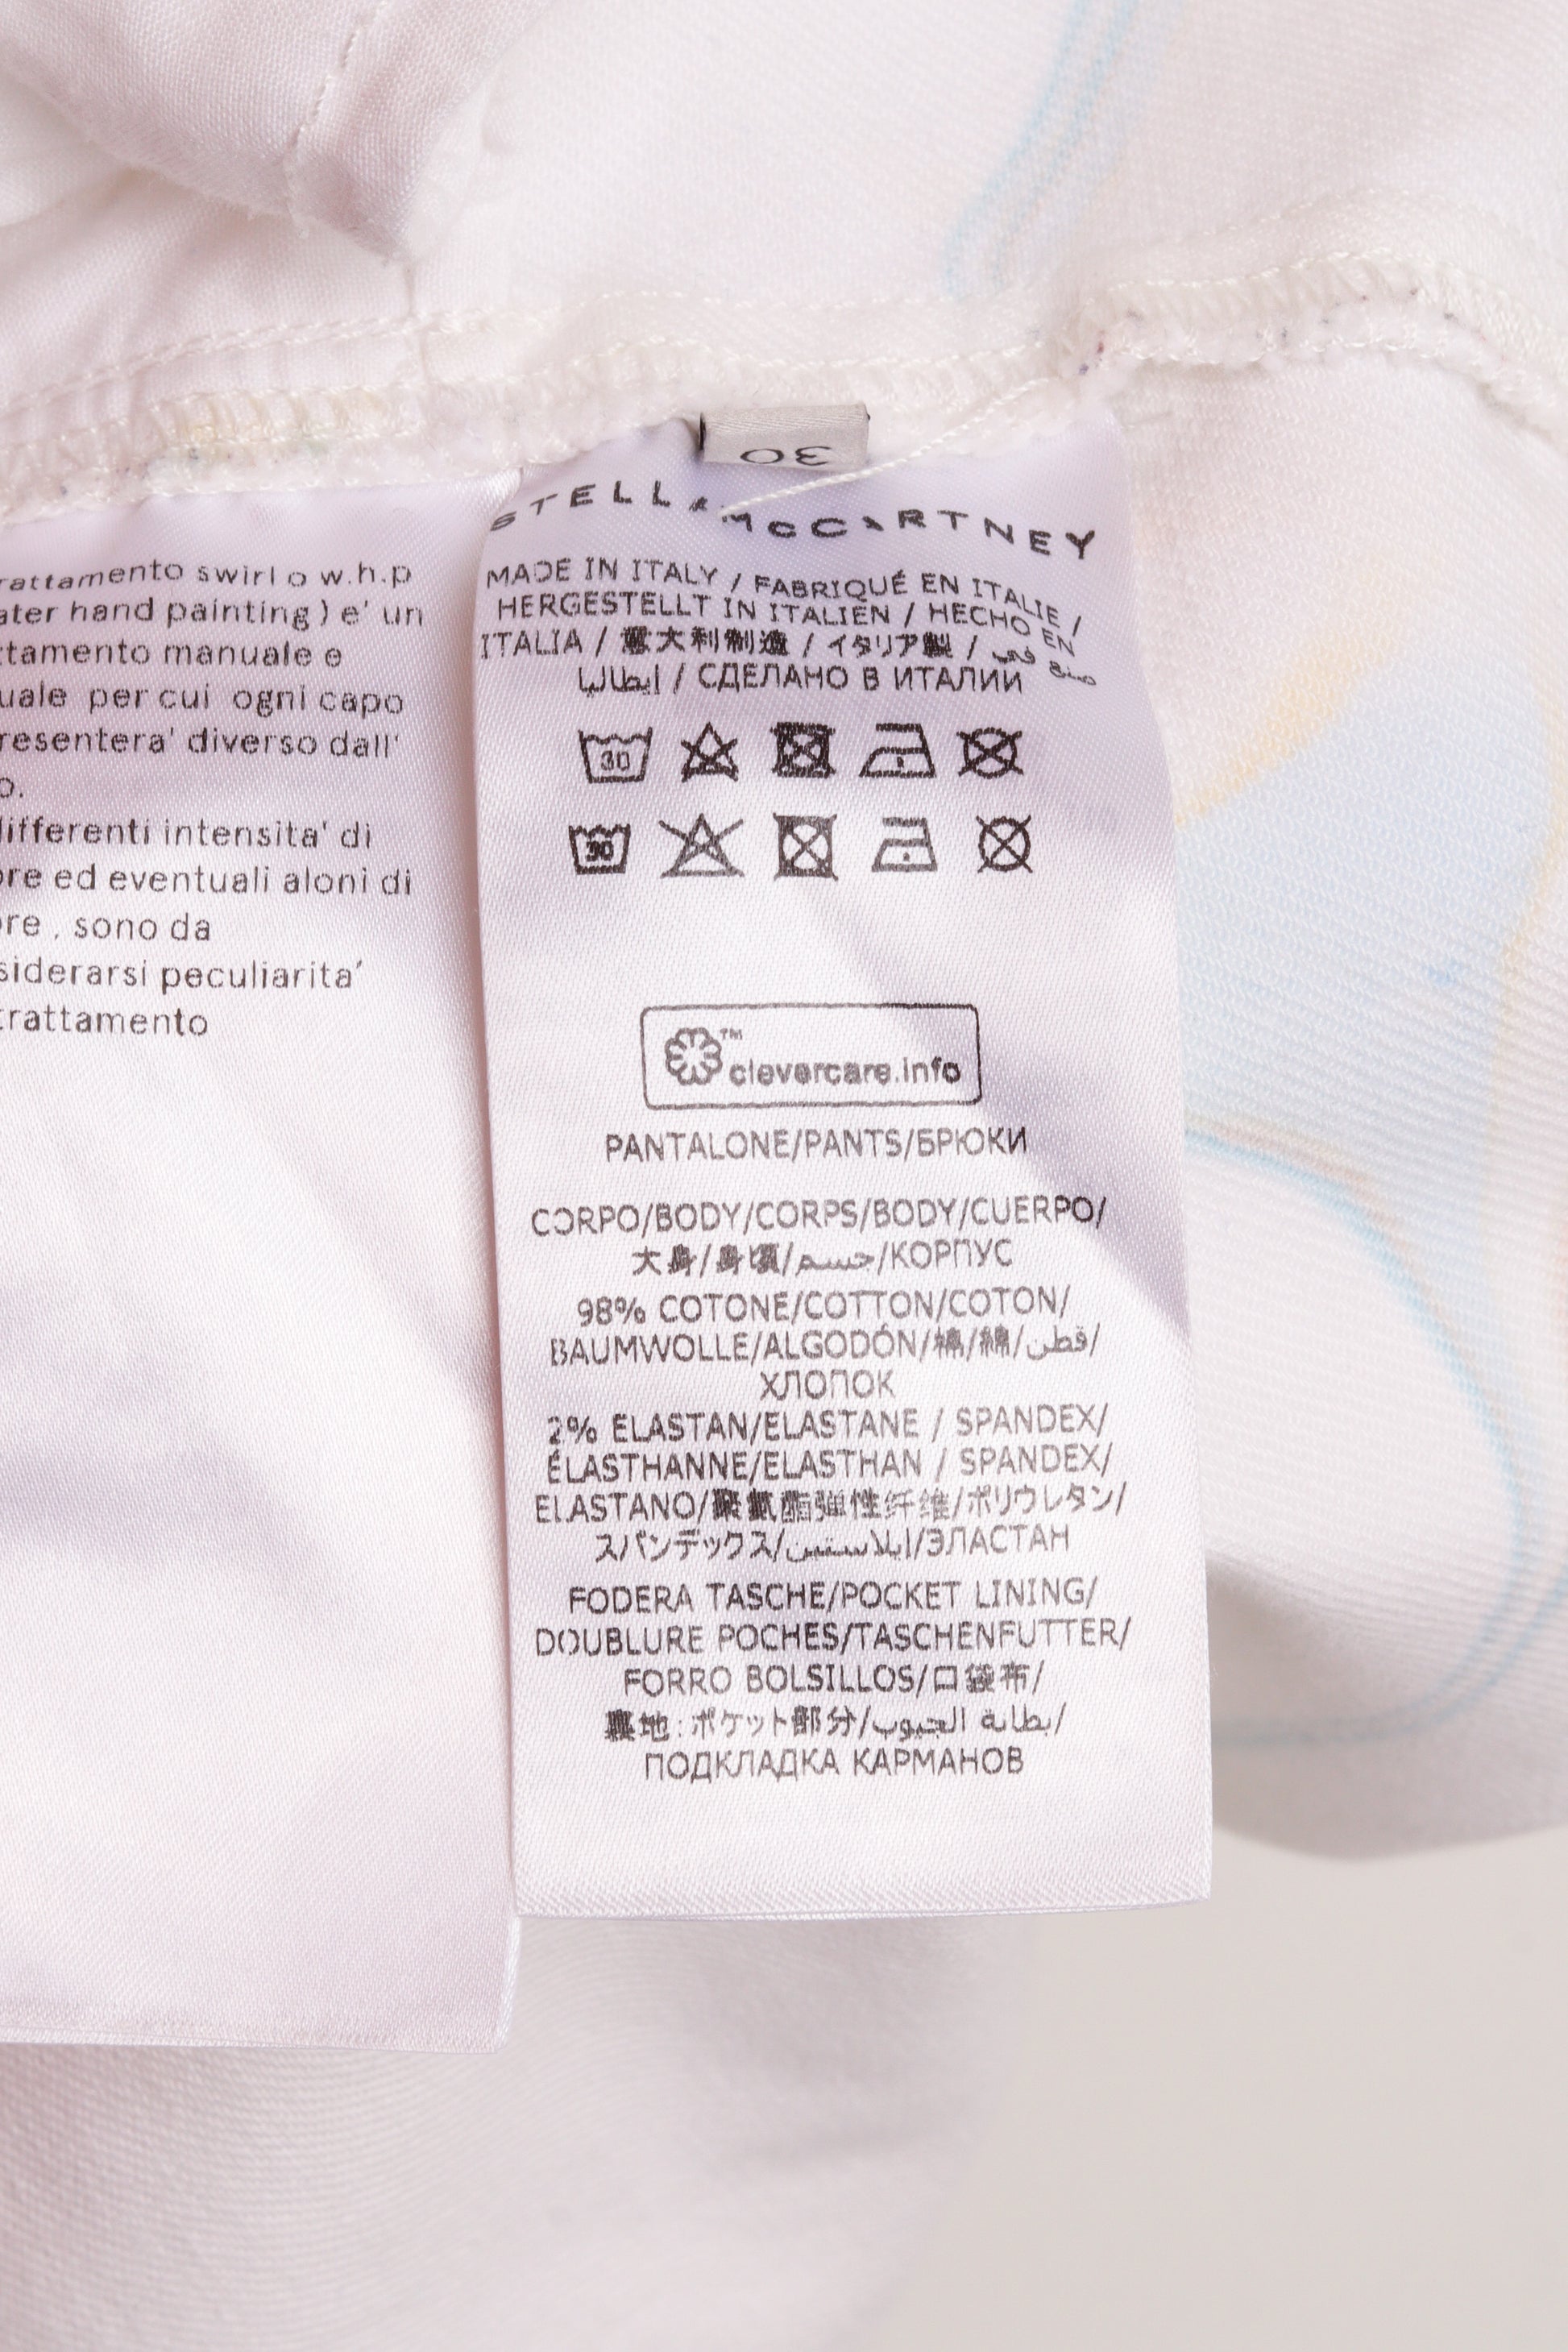 rattamento swirl o w.h.p
ater hand painting ) e' un
ttamento manuale e
uale per cui ogni capo
resentera' diverso dall'
o.
differenti intensita' di
ore ed eventuali aloni di
ore , sono da
siderarsi peculiarita'
trattamento
30
STELLA McCARTNEY
MADE IN ITALY / FABRIQUÉ EN ITALIE /
HERGESTELLT IN ITALIEN / HECHO EN
ITALIA / 意大利制造 / イタリア製 / صنع في
إيطاليا / СДЕЛАНО В ИТАЛИИ
30
30
clevercare.info™
PANTALONE/PANTS/БРЮКИ
CORPO/BODY/CORPS/BODY/CUERPO/
大身/身頃/جسم/КОРПУС
98% COTONE/COTTON/COTON/
BAUMWOLLE/ALGODÓN/棉/綿/قطن/
ХЛОПОК
2% ELASTAN/ELASTANE / SPANDEX/
ÉLASTHANNE/ELASTHAN / SPANDEX/
ELASTANO/聚氨酯弹性纤维/ポリウレタン/
スパンデックス/إيلاستين/ЭЛАСТАН
FODERA TASCHE/POCKET LINING/
DOUBLURE POCHES/TASCHENFUTTER/
FORRO BOLSILLOS/口袋布/
裏地:ポケット部分/بطانة الجيوب/
ПОДКЛАДКА КАРМАНОВ